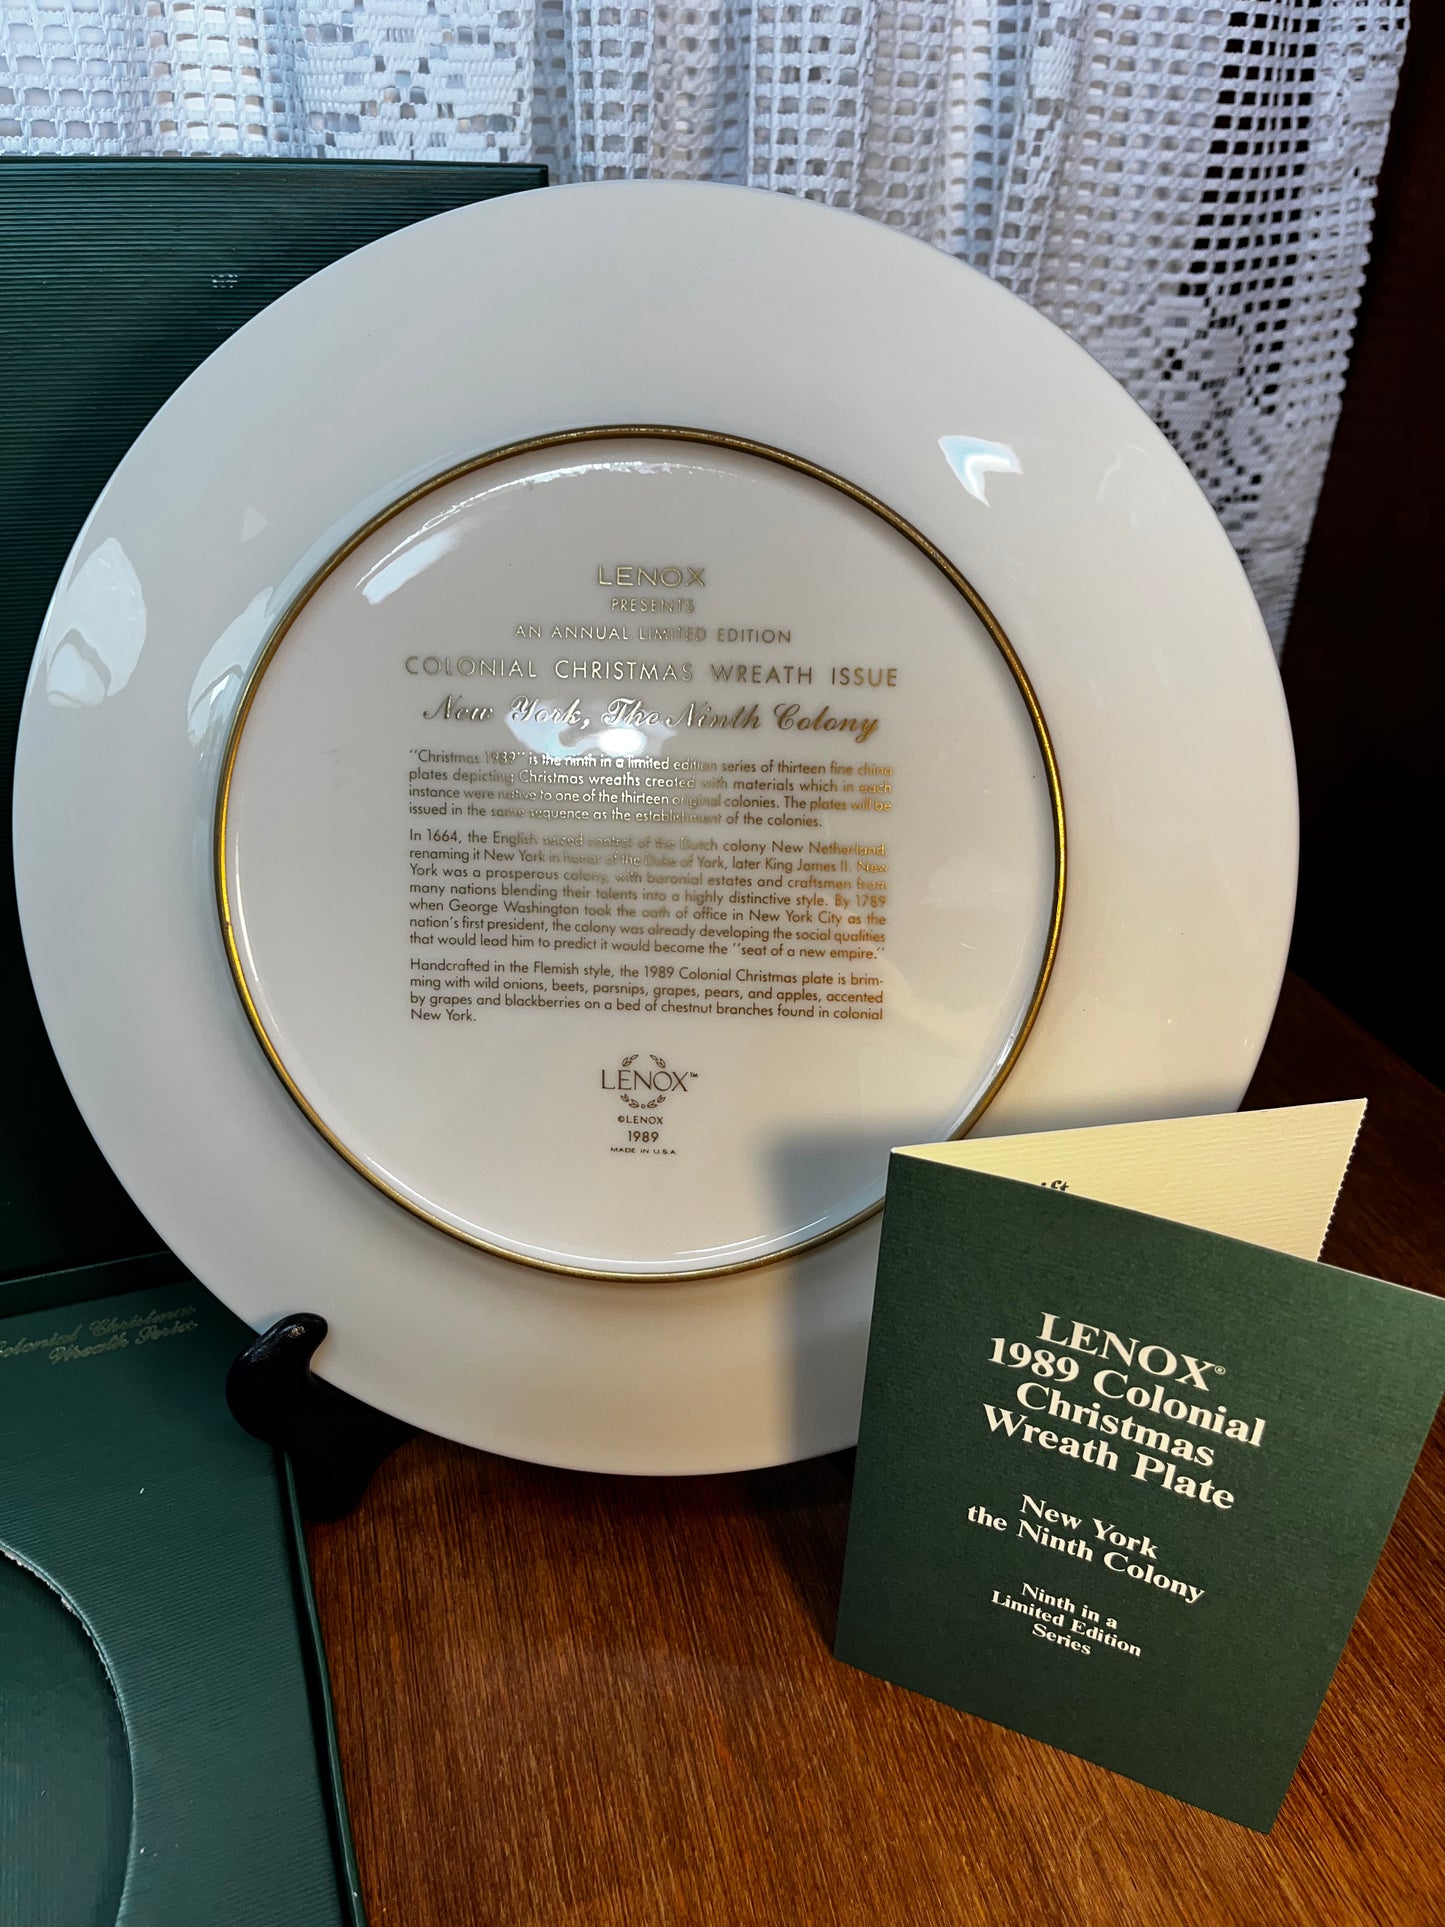 LENOX
PRESENTS
AN ANNUAL LIMITED EDITION
COLONIAL CHRISTMAS WREATH ISSUE
New York, The Ninth Colony
"Christmas 1989" is the ninth in a limited edition series of thirteen fine china
plates depicting Christmas wreaths created with materials which in each
instance were native to one of the thirteen original colonies. The plates will be
issued in the same sequence as the establishment of the colonies.
In 1664, the English seized control of the Dutch colony New Netherland,
renaming it New York in honor of the Duke of York, later King James II. New
York was a prosperous colony, with baronial estates and craftsmen from
many nations blending their talents into a highly distinctive style. By 1789
when George Washington took the oath of office in New York City as the
nation's first president, the colony was already developing the social qualities
that would lead him to predict it would become the "seat of a new empire."
Handcrafted in the Flemish style, the 1989 Colonial Christmas plate is brim-
ming with wild onions, beets, parsnips, grapes, pears, and apples, accented
by grapes and blackberries on a bed of chestnut branches found in colonial
New York.
LENOX™
©LENOX
1989
MADE IN U.S.A
Colonial Christmas
Wreath Series
LENOX®
1989 Colonial
Christmas
Wreath Plate
New York
the Ninth Colony
Ninth in a
Limited Edition
Series